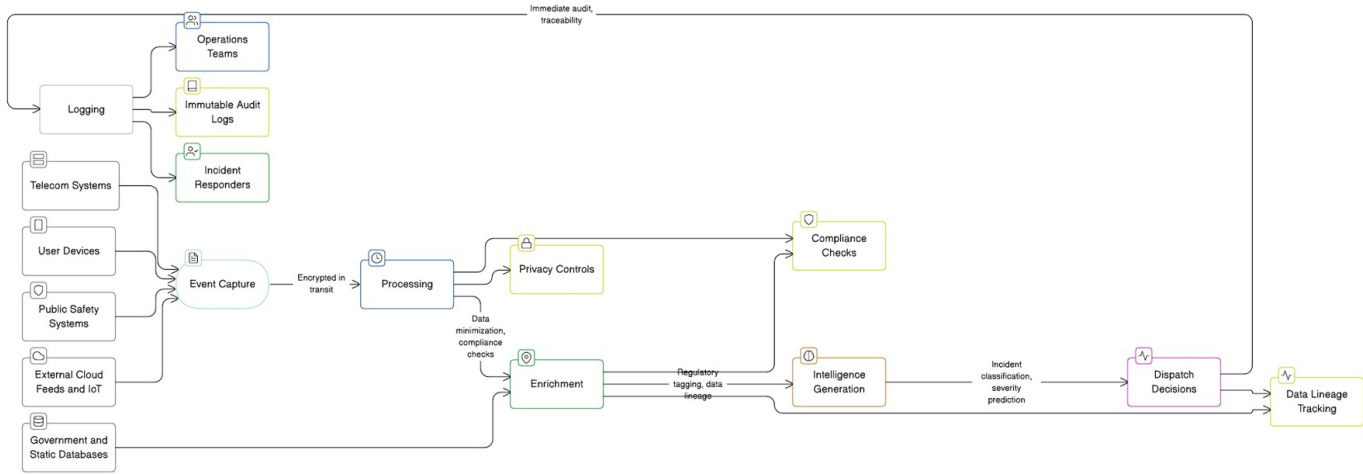 Immediate audit,
traceability
Operations
Teams
Logging
Immutable Audit
Logs
Incident
Responders
Telecom Systems
User Devices
Public Safety
Systems
External Cloud
Feeds and IoT
Government and
Static Databases
Event Capture
Encrypted in
transit
Processing
Privacy Controls
Compliance
Checks
Data
minimization,
compliance
checks
Enrichment
Regulatory
tagging, data
lineage
Intelligence
Generation
Incident
classification,
severity
prediction
Dispatch
Decisions
Data Lineage
Tracking